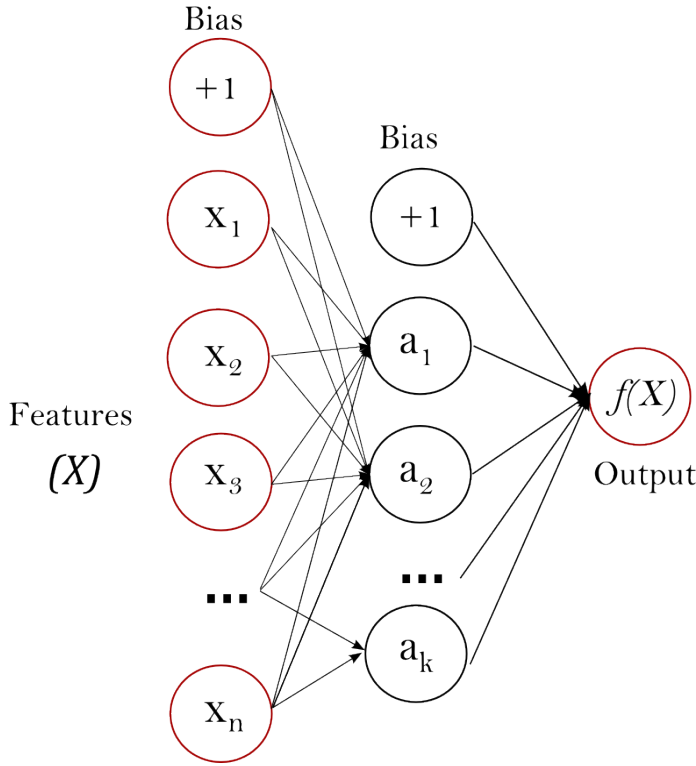 Bias
+1
x₁
x₂
x₃
...
xₙ
Features
(X)
Bias
+1
a₁
a₂
...
aₖ
f(X)
Output